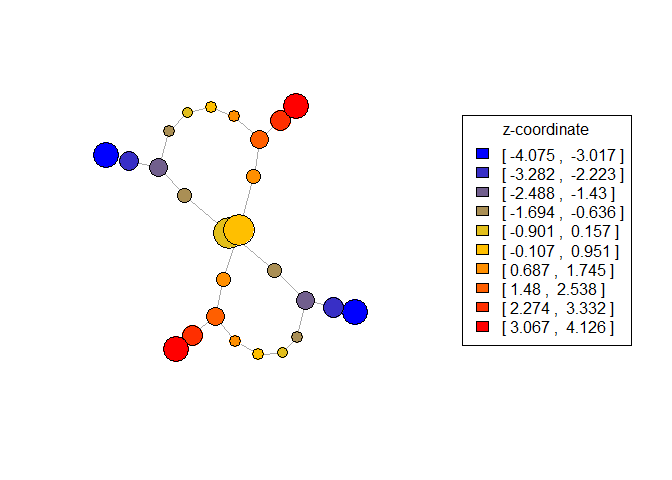 z-coordinate
[ -4.075 , -3.017 ]
[ -3.282 , -2.223 ]
[ -2.488 , -1.43 ]
[ -1.694 , -0.636 ]
[ -0.901 , 0.157 ]
[ -0.107 , 0.951 ]
[ 0.687 , 1.745 ]
[ 1.48 , 2.538 ]
[ 2.274 , 3.332 ]
[ 3.067 , 4.126 ]